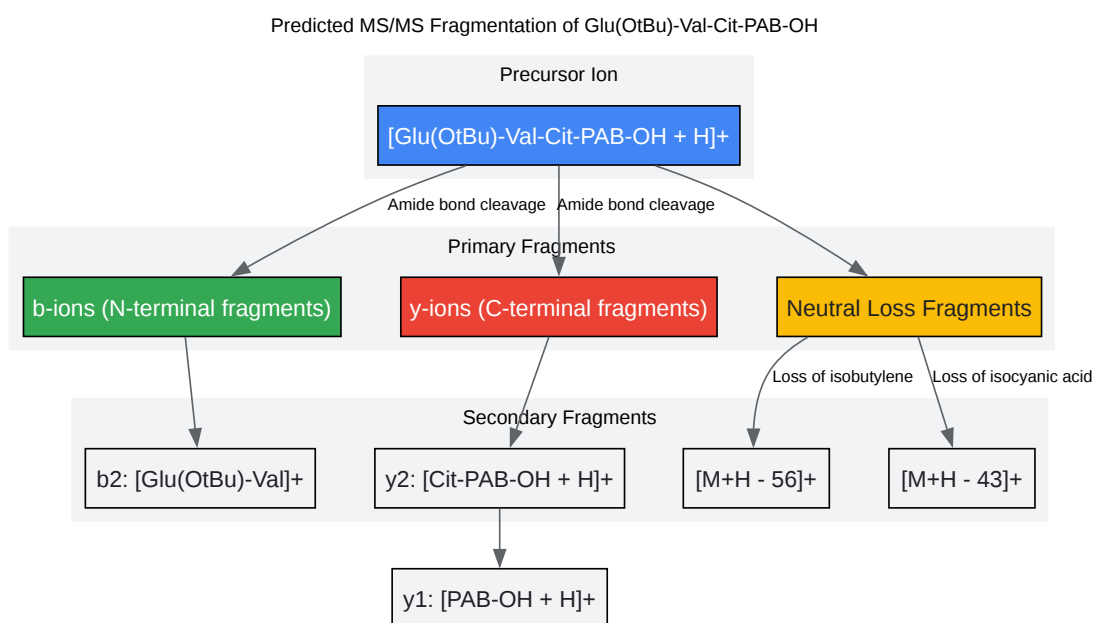 Predicted MS/MS Fragmentation of Glu(OtBu)-Val-Cit-PAB-OH
Precursor Ion
[Glu(OtBu)-Val-Cit-PAB-OH + H]+
Amide bond cleavage
Amide bond cleavage
Primary Fragments
b-ions (N-terminal fragments)
y-ions (C-terminal fragments)
Neutral Loss Fragments
Loss of isobutylene
Loss of isocyanic acid
Secondary Fragments
b2: [Glu(OtBu)-Val]+
y2: [Cit-PAB-OH + H]+
[M+H - 56]+
[M+H - 43]+
y1: [PAB-OH + H]+